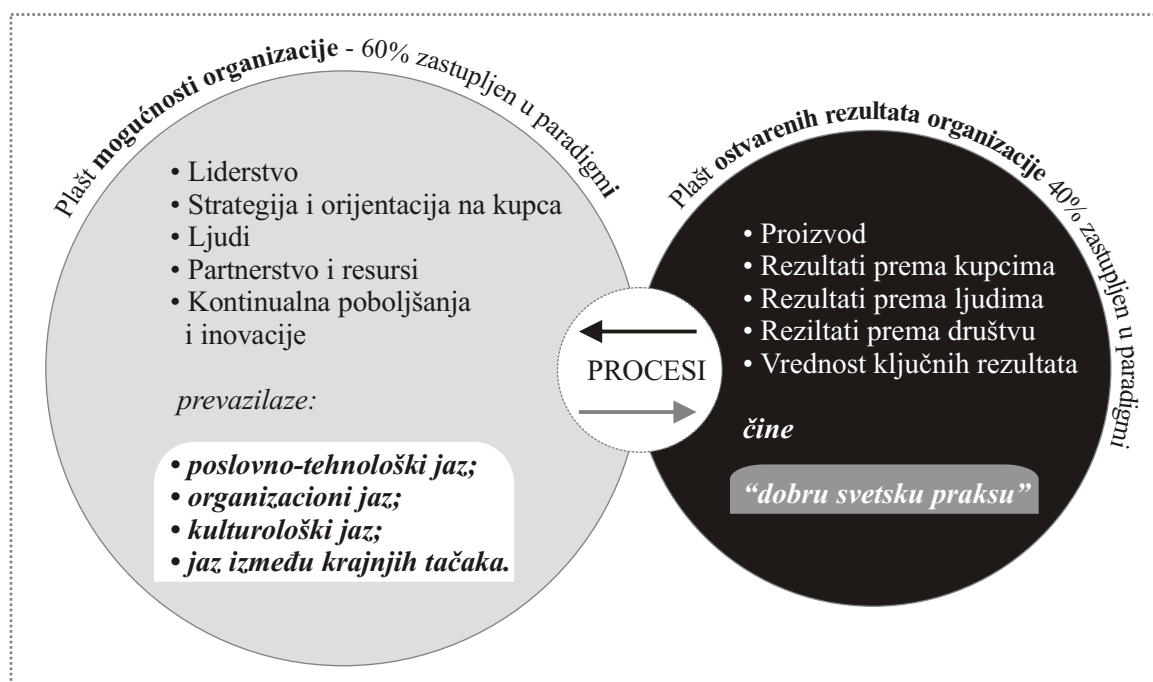 Plašt mogućnosti organizacije - 60% zastupljen u paradigmi
• Liderstvo
• Strategija i orijentacija na kupca
• Ljudi
• Partnerstvo i resursi
• Kontinualna poboljšanja
i inovacije
prevazilaze:
• poslovno-tehnološki jaz;
• organizacioni jaz;
• kulturološki jaz;
• jaz između krajnjih tačaka.
PROCESI
Plašt ostvarenih rezultata organizacije 40% zastupljen u paradigmi
• Proizvod
• Rezultati prema kupcima
• Rezultati prema ljudima
• Reziltati prema društvu
• Vrednost ključnih rezultata
čine
“dobru svetsku praksu”